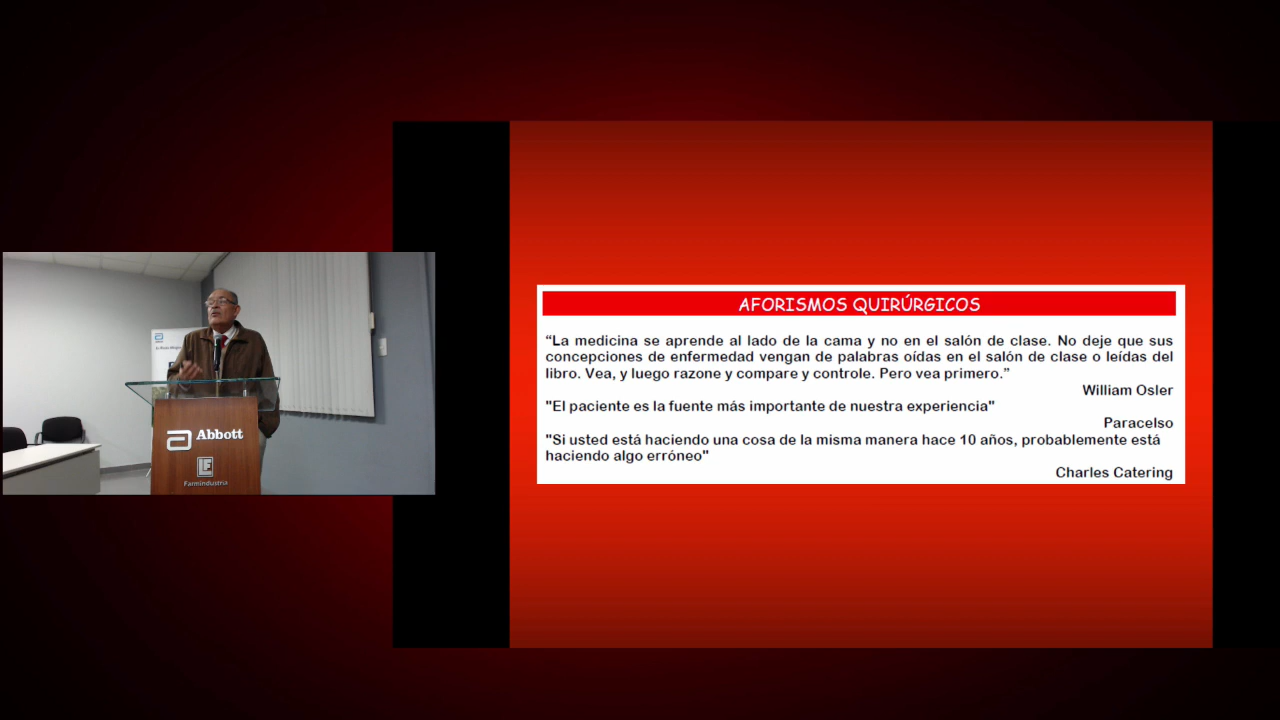 AFORISMOS QUIRÚRGICOS
“La medicina se aprende al lado de la cama y no en el salón de clase. No deje que sus
concepciones de enfermedad vengan de palabras oídas en el salón de clase o leídas del
libro. Vea, y luego razone y compare y controle. Pero vea primero.”
William Osler
"El paciente es la fuente más importante de nuestra experiencia"
Paracelso
"Si usted está haciendo una cosa de la misma manera hace 10 años, probablemente está
haciendo algo erróneo"
Charles Catering
Abbott
Farmindustria